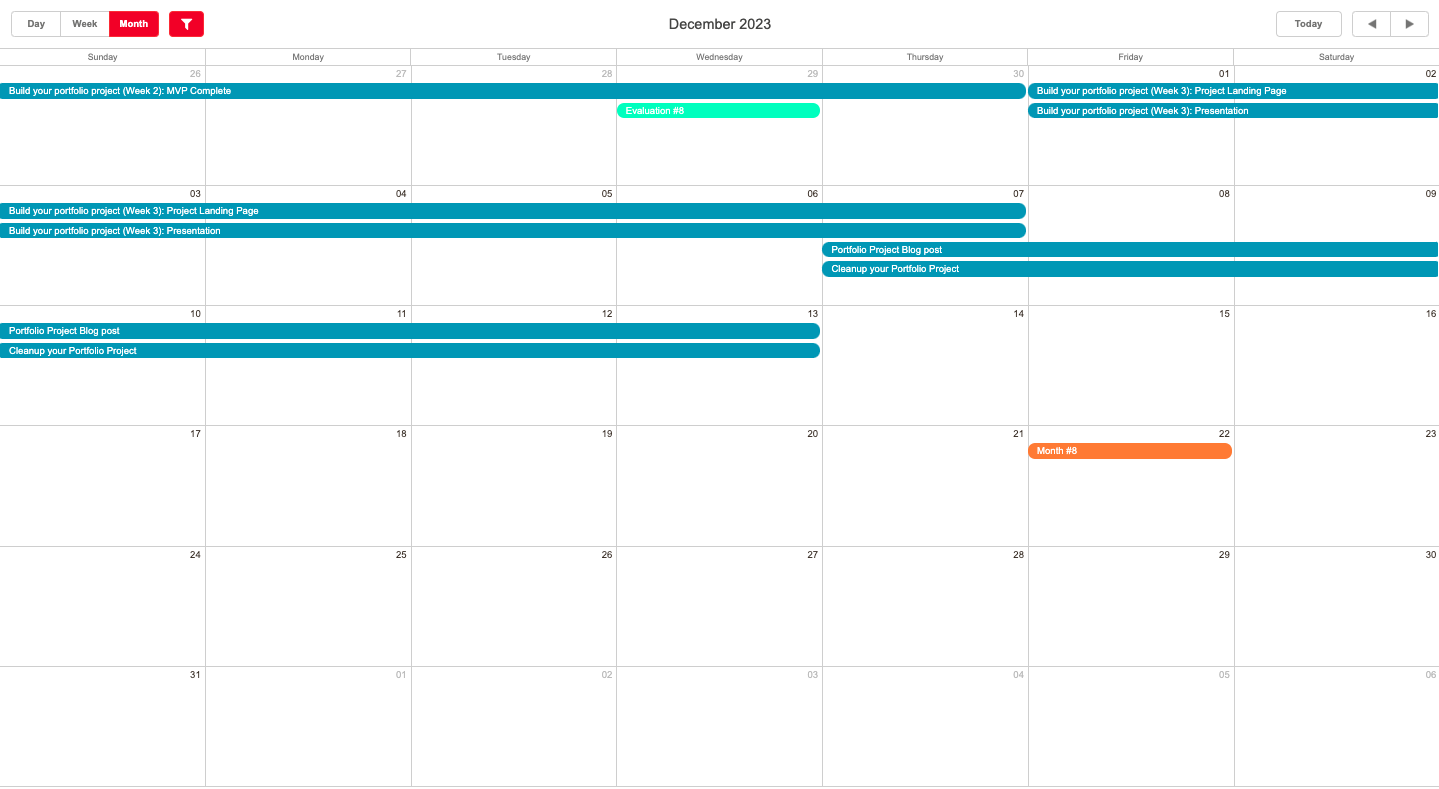 Day Week Month December 2023 Today
Sunday Monday Tuesday Wednesday Thursday Friday Saturday
26 27 28 29 30 01 02
Build your portfolio project (Week 2): MVP Complete Build your portfolio project (Week 3): Project Landing Page
Evaluation #8 Build your portfolio project (Week 3): Presentation
03 04 05 06 07 08 09
Build your portfolio project (Week 3): Project Landing Page
Build your portfolio project (Week 3): Presentation
Portfolio Project Blog post
Cleanup your Portfolio Project
10 11 12 13 14 15 16
Portfolio Project Blog post
Cleanup your Portfolio Project
17 18 19 20 21 22 23
Month #8
24 25 26 27 28 29 30
31 01 02 03 04 05 06